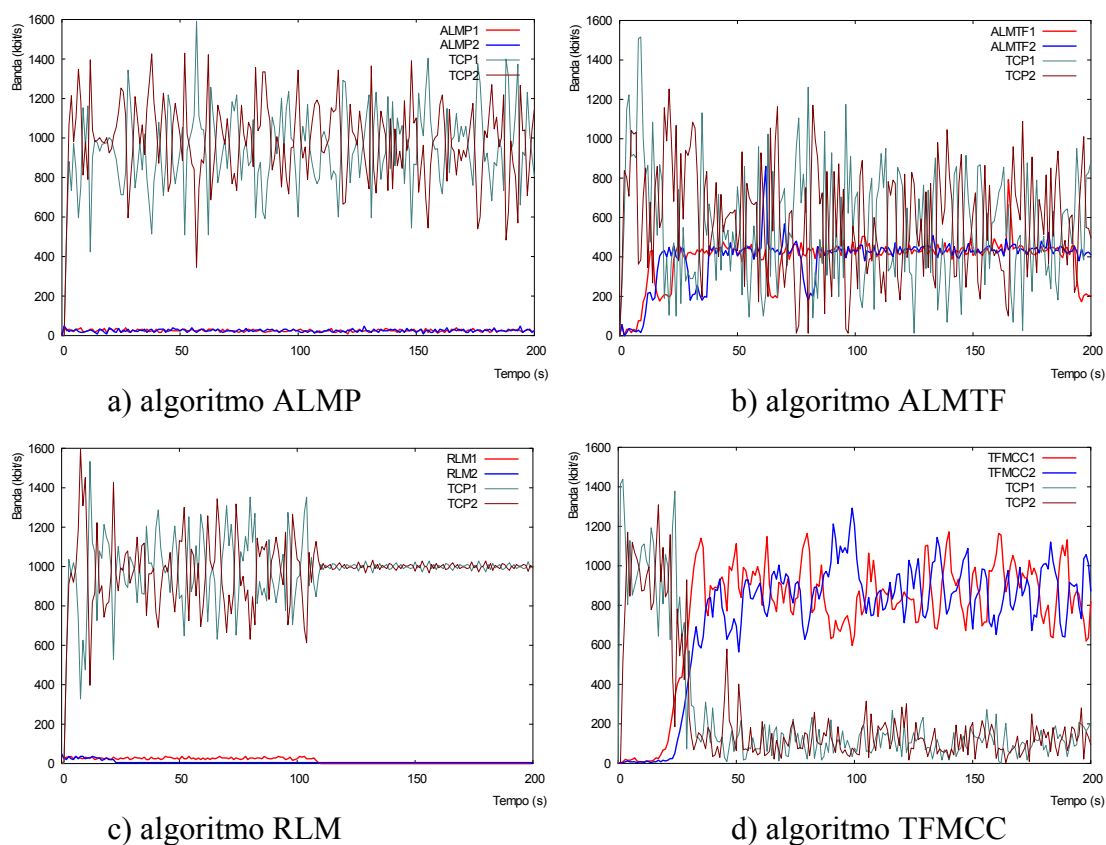 Banda (kbit/s)
1600
1400
1200
1000
800
600
400
200
0
ALMP1
ALMP2
TCP1
TCP2
0 50 100 150 200
Tempo (s)
a) algoritmo ALMP
Banda (kbit/s)
1600
1400
1200
1000
800
600
400
200
0
ALMTF1
ALMTF2
TCP1
TCP2
0 50 100 150 200
Tempo (s)
b) algoritmo ALMTF
Banda (kbit/s)
1600
1400
1200
1000
800
600
400
200
0
RLM1
RLM2
TCP1
TCP2
0 50 100 150 200
Tempo (s)
c) algoritmo RLM
Banda (kbit/s)
1600
1400
1200
1000
800
600
400
200
0
TFMCC1
TFMCC2
TCP1
TCP2
0 50 100 150 200
Tempo (s)
d) algoritmo TFMCC